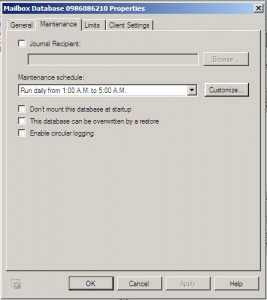 Mailbox Database 0986086210 Properties
General Maintenance Limits Client Settings
Journal Recipient:
Browse...
Maintenance schedule:
Run daily from 1:00 A.M. to 5:00 A.M. Customize...
Don't mount this database at startup
This database can be overwritten by a restore
Enable circular logging
OK Cancel Apply Help